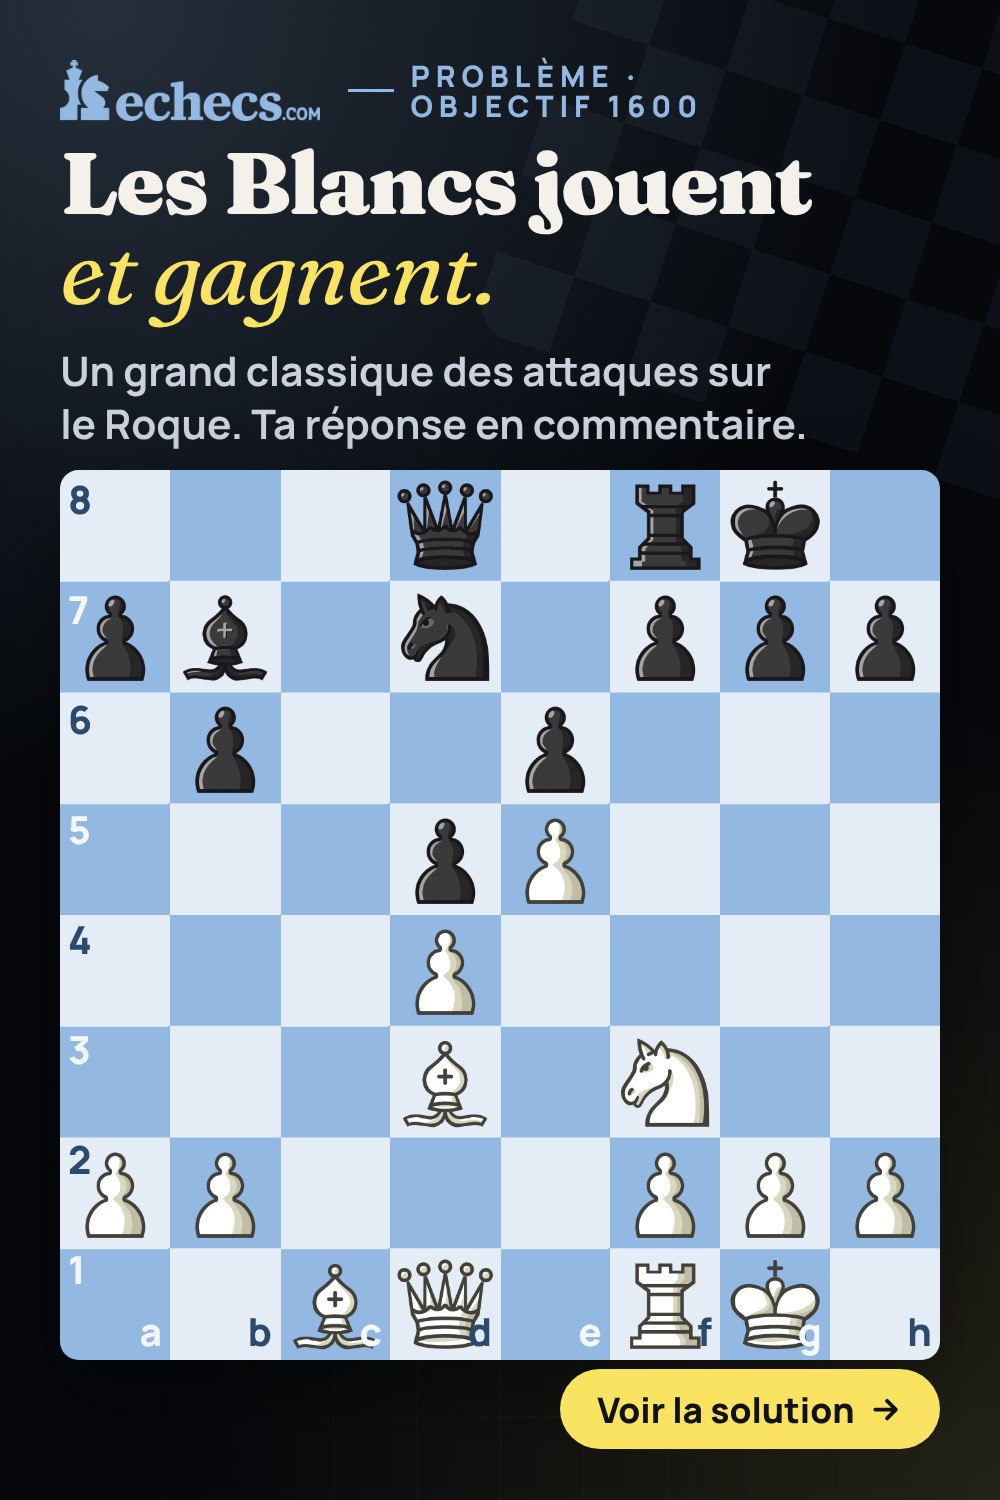 echecs.COM
PROBLÈME ·
OBJECTIF 1600
Les Blancs jouent
et gagnent.
Un grand classique des attaques sur
le Roque. Ta réponse en commentaire.
8
7
6
5
4
3
2
1
a b c d e f g h
Voir la solution →